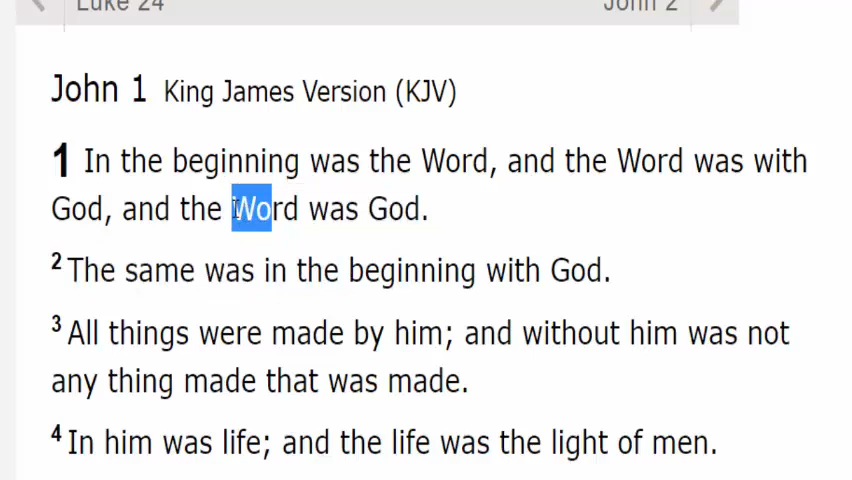 Luke 24 John 2
John 1 King James Version (KJV)
1 In the beginning was the Word, and the Word was with
God, and the Word was God.
2 The same was in the beginning with God.
3 All things were made by him; and without him was not
any thing made that was made.
4 In him was life; and the life was the light of men.